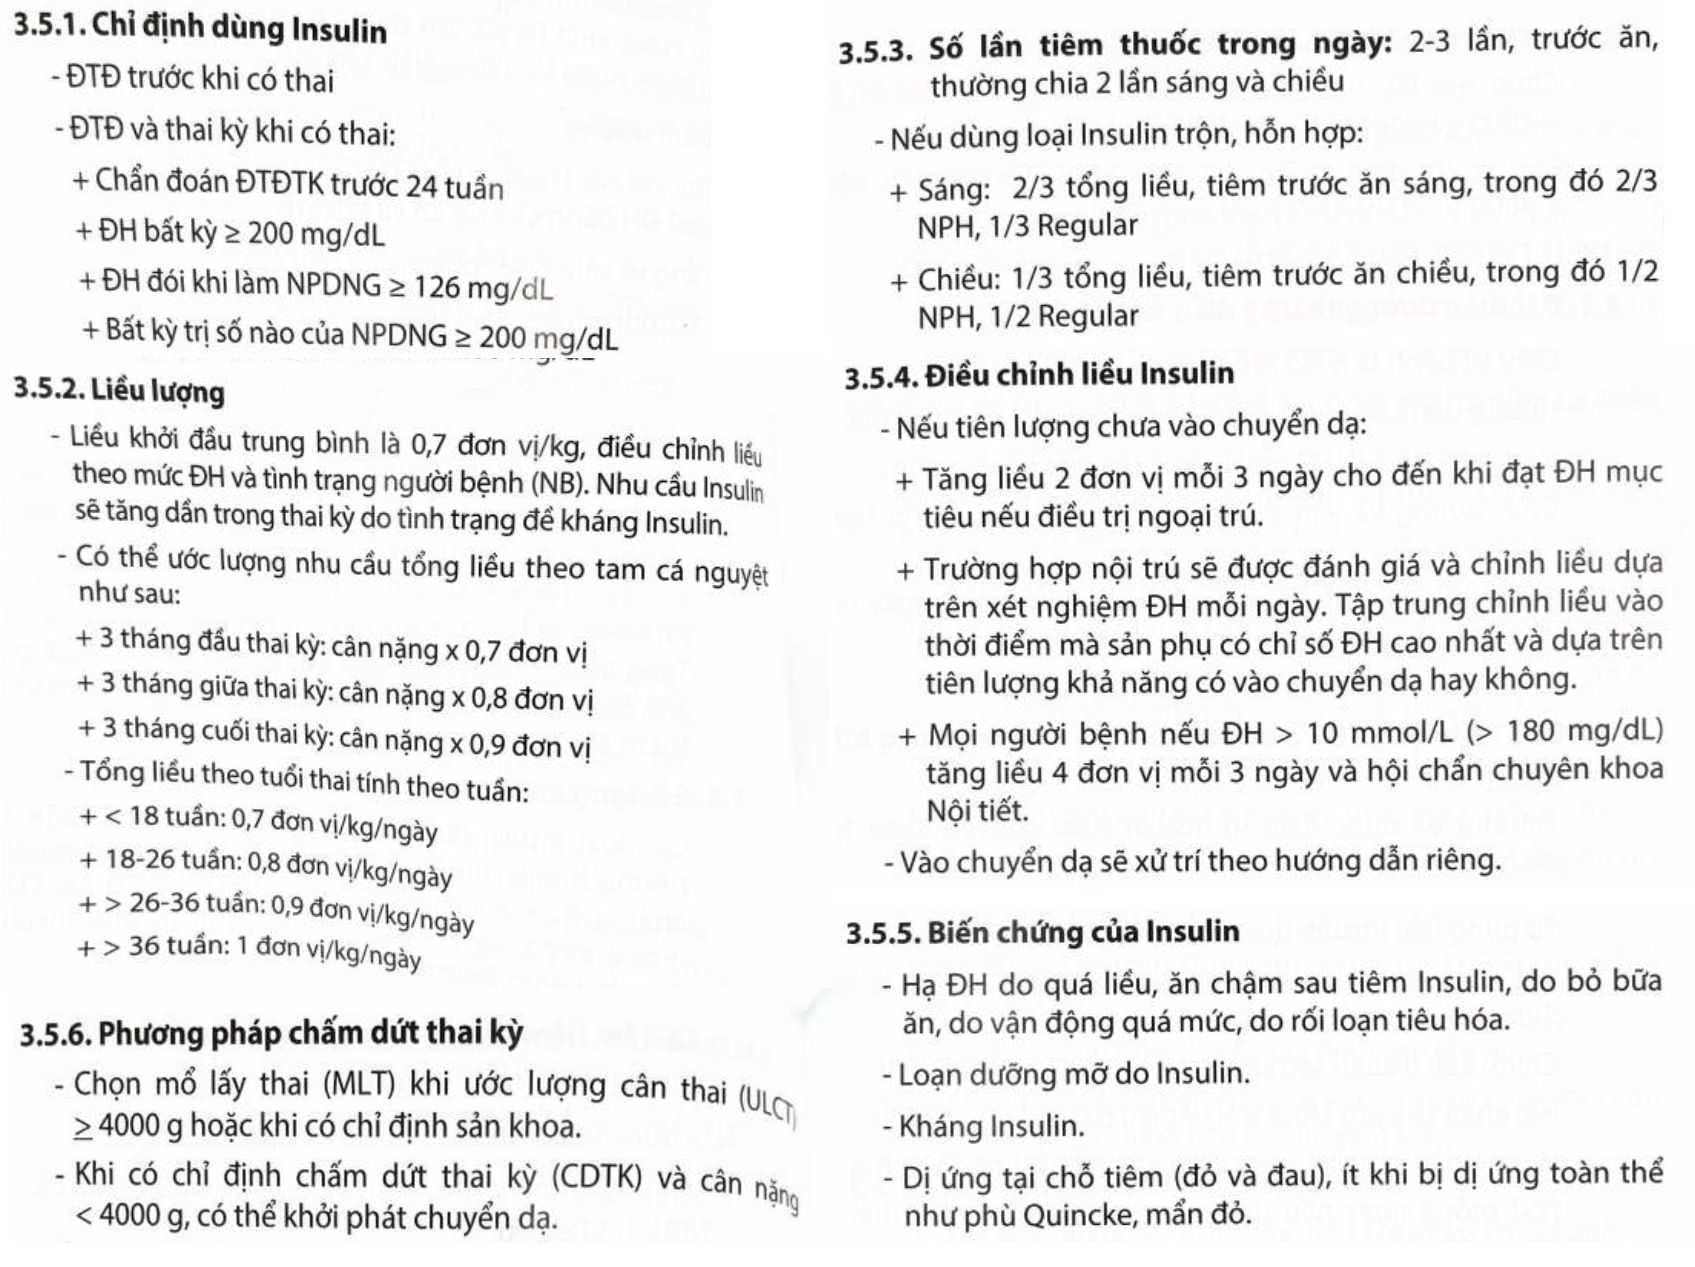 3.5.1. Chỉ định dùng Insulin
- ĐTĐ trước khi có thai
- ĐTĐ và thai kỳ khi có thai:
+ Chẩn đoán ĐTĐTK trước 24 tuần
+ ĐH bất kỳ ≥ 200 mg/dL
+ ĐH đói khi làm NPDNG ≥ 126 mg/dL
+ Bất kỳ trị số nào của NPDNG ≥ 200 mg/dL
3.5.2. Liều lượng
- Liều khởi đầu trung bình là 0,7 đơn vị/kg, điều chỉnh liều
theo mức ĐH và tình trạng người bệnh (NB). Nhu cầu Insulin
sẽ tăng dần trong thai kỳ do tình trạng đề kháng Insulin.
- Có thể ước lượng nhu cầu tổng liều theo tam cá nguyệt
như sau:
+ 3 tháng đầu thai kỳ: cân nặng x 0,7 đơn vị
+ 3 tháng giữa thai kỳ: cân nặng x 0,8 đơn vị
+ 3 tháng cuối thai kỳ: cân nặng x 0,9 đơn vị
- Tổng liều theo tuổi thai tính theo tuần:
+ < 18 tuần: 0,7 đơn vị/kg/ngày
+ 18-26 tuần: 0,8 đơn vị/kg/ngày
+ > 26-36 tuần: 0,9 đơn vị/kg/ngày
+ > 36 tuần: 1 đơn vị/kg/ngày
3.5.6. Phương pháp chấm dứt thai kỳ
- Chọn mổ lấy thai (MLT) khi ước lượng cân thai (ULCT)
≥ 4000 g hoặc khi có chỉ định sản khoa.
- Khi có chỉ định chấm dứt thai kỳ (CDTK) và cân nặng
< 4000 g, có thể khởi phát chuyển dạ.
3.5.3. Số lần tiêm thuốc trong ngày: 2-3 lần, trước ăn,
thường chia 2 lần sáng và chiều
- Nếu dùng loại Insulin trộn, hỗn hợp:
+ Sáng: 2/3 tổng liều, tiêm trước ăn sáng, trong đó 2/3
NPH, 1/3 Regular
+ Chiều: 1/3 tổng liều, tiêm trước ăn chiều, trong đó 1/2
NPH, 1/2 Regular
3.5.4. Điều chỉnh liều Insulin
- Nếu tiên lượng chưa vào chuyển dạ:
+ Tăng liều 2 đơn vị mỗi 3 ngày cho đến khi đạt ĐH mục
tiêu nếu điều trị ngoại trú.
+ Trường hợp nội trú sẽ được đánh giá và chỉnh liều dựa
trên xét nghiệm ĐH mỗi ngày. Tập trung chỉnh liều vào
thời điểm mà sản phụ có chỉ số ĐH cao nhất và dựa trên
tiên lượng khả năng có vào chuyển dạ hay không.
+ Mọi người bệnh nếu ĐH > 10 mmol/L (> 180 mg/dL)
tăng liều 4 đơn vị mỗi 3 ngày và hội chẩn chuyên khoa
Nội tiết.
- Vào chuyển dạ sẽ xử trí theo hướng dẫn riêng.
3.5.5. Biến chứng của Insulin
- Hạ ĐH do quá liều, ăn chậm sau tiêm Insulin, do bỏ bữa
ăn, do vận động quá mức, do rối loạn tiêu hóa.
- Loạn dưỡng mỡ do Insulin.
- Kháng Insulin.
- Dị ứng tại chỗ tiêm (đỏ và đau), ít khi bị dị ứng toàn thể
như phù Quincke, mẩn đỏ.